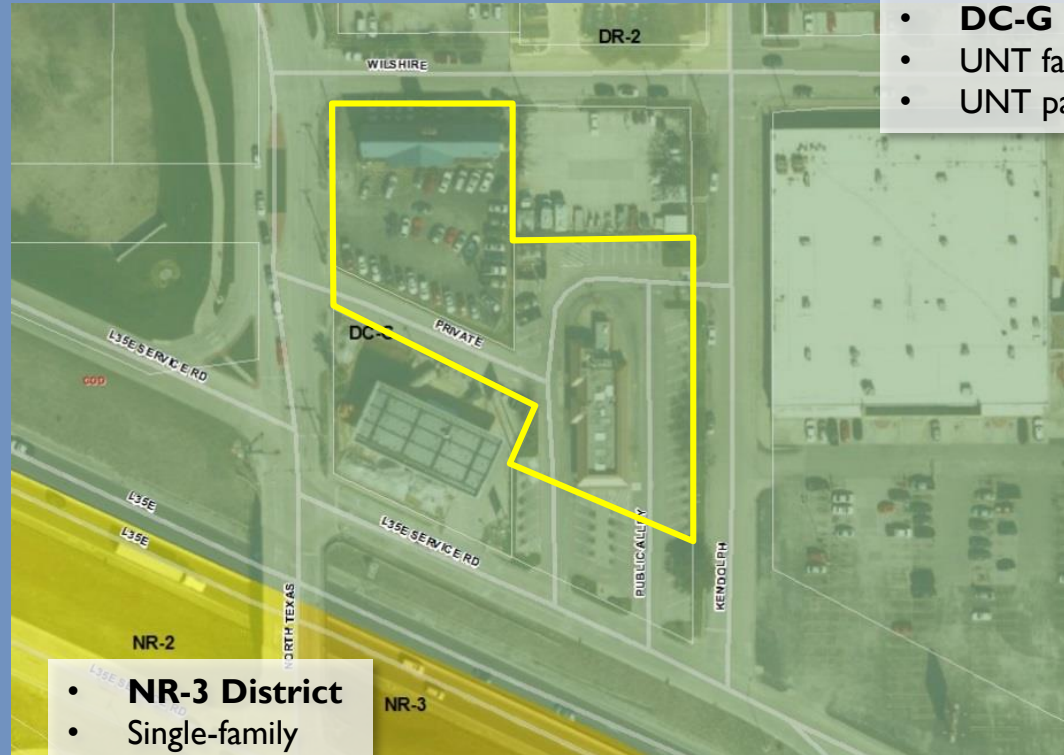 • DC-G
DR-2
• UNT fa
WILSHIRE
• UNT pa
DC-G
PRIVATE
I-35E SERVICE RD
COD
I-35E
I-35E
I-35E SERVICE RD
PUBLIC ALLEY
KENDOLPH
NORTH TEXAS
NR-2
• NR-3 District
NR-3
• Single-family